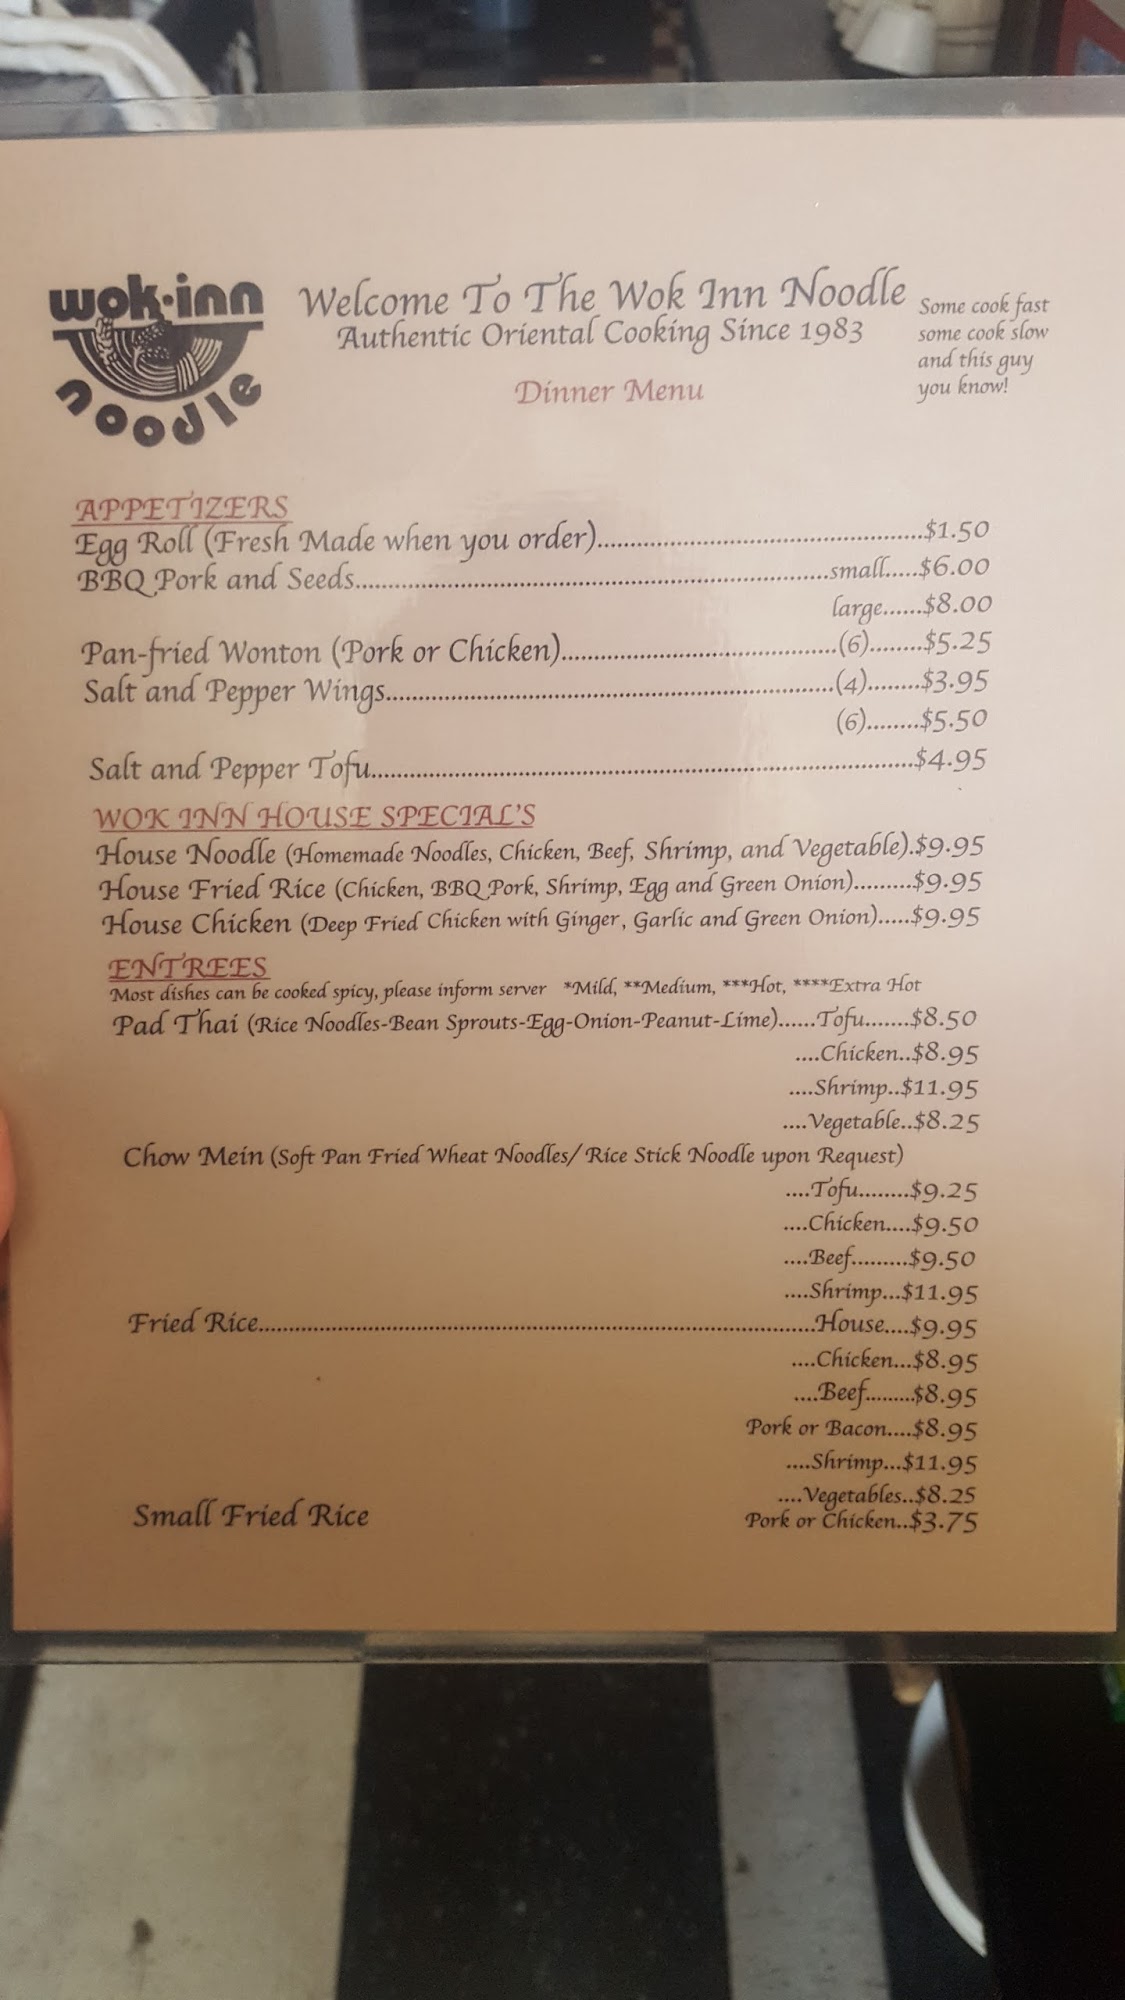 wok·inn
noodle
Welcome To The Wok Inn Noodle
Authentic Oriental Cooking Since 1983
Dinner Menu
Some cook fast
some cook slow
and this guy
you know!
APPETIZERS
Egg Roll (Fresh Made when you order)..........$1.50
BBQ Pork and Seeds..........small.....$6.00
large......$8.00
Pan-fried Wonton (Pork or Chicken)..........(6)........$5.25
Salt and Pepper Wings..........(4)........$3.95
(6)........$5.50
Salt and Pepper Tofu..........$4.95
WOK INN HOUSE SPECIAL'S
House Noodle (Homemade Noodles, Chicken, Beef, Shrimp, and Vegetable).$9.95
House Fried Rice (Chicken, BBQ Pork, Shrimp, Egg and Green Onion).........$9.95
House Chicken (Deep Fried Chicken with Ginger, Garlic and Green Onion).....$9.95
ENTREES
Most dishes can be cooked spicy, please inform server *Mild, **Medium, ***Hot, ****Extra Hot
Pad Thai (Rice Noodles-Bean Sprouts-Egg-Onion-Peanut-Lime)......Tofu.......$8.50
....Chicken..$8.95
....Shrimp..$11.95
....Vegetable..$8.25
Chow Mein (Soft Pan Fried Wheat Noodles/ Rice Stick Noodle upon Request)
....Tofu........$9.25
....Chicken....$9.50
....Beef.........$9.50
....Shrimp...$11.95
Fried Rice..........House....$9.95
....Chicken...$8.95
....Beef.........$8.95
Pork or Bacon....$8.95
....Shrimp...$11.95
....Vegetables..$8.25
Small Fried Rice Pork or Chicken..$3.75